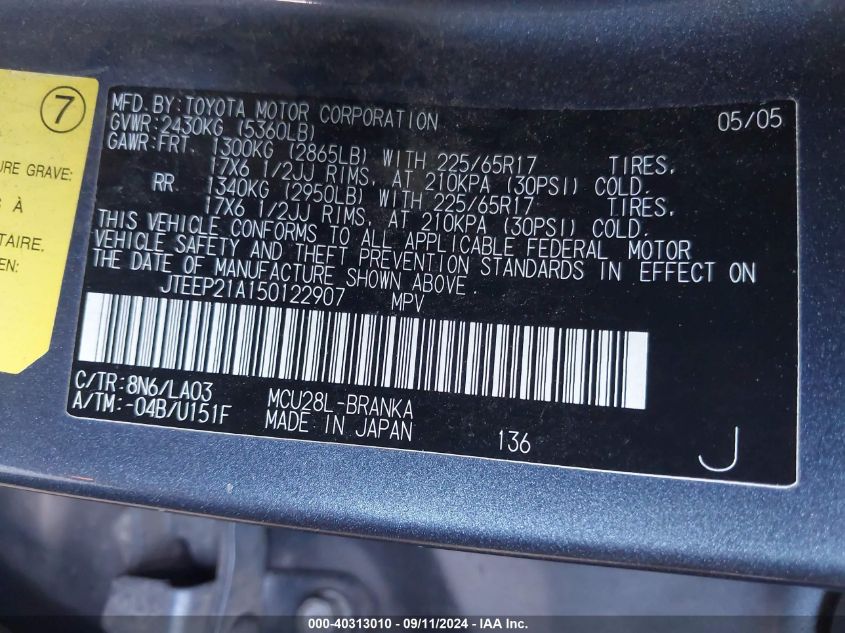 7
URE GRAVE:
À
TAIRE.
EN:
MFD.BY:TOYOTA MOTOR CORPORATION 05/05
GVWR:2430KG (5360LB)
GAWR:FRT. 1300KG (2865LB) WITH 225/65R17 TIRES,
17X6 1/2JJ RIMS, AT 210KPA (30PSI) COLD.
RR. 1340KG (2950LB) WITH 225/65R17 TIRES,
17X6 1/2JJ RIMS, AT 210KPA (30PSI) COLD.
THIS VEHICLE CONFORMS TO ALL APPLICABLE FEDERAL MOTOR
VEHICLE SAFETY AND THEFT PREVENTION STANDARDS IN EFFECT ON
THE DATE OF MANUFACTURE SHOWN ABOVE.
JTEEP21A150122907 MPV
C/TR:8N6/LA03 MCU28L-BRANKA
A/TM:-04B/U151F MADE IN JAPAN 136 J
000-40313010 - 09/11/2024 - IAA Inc.